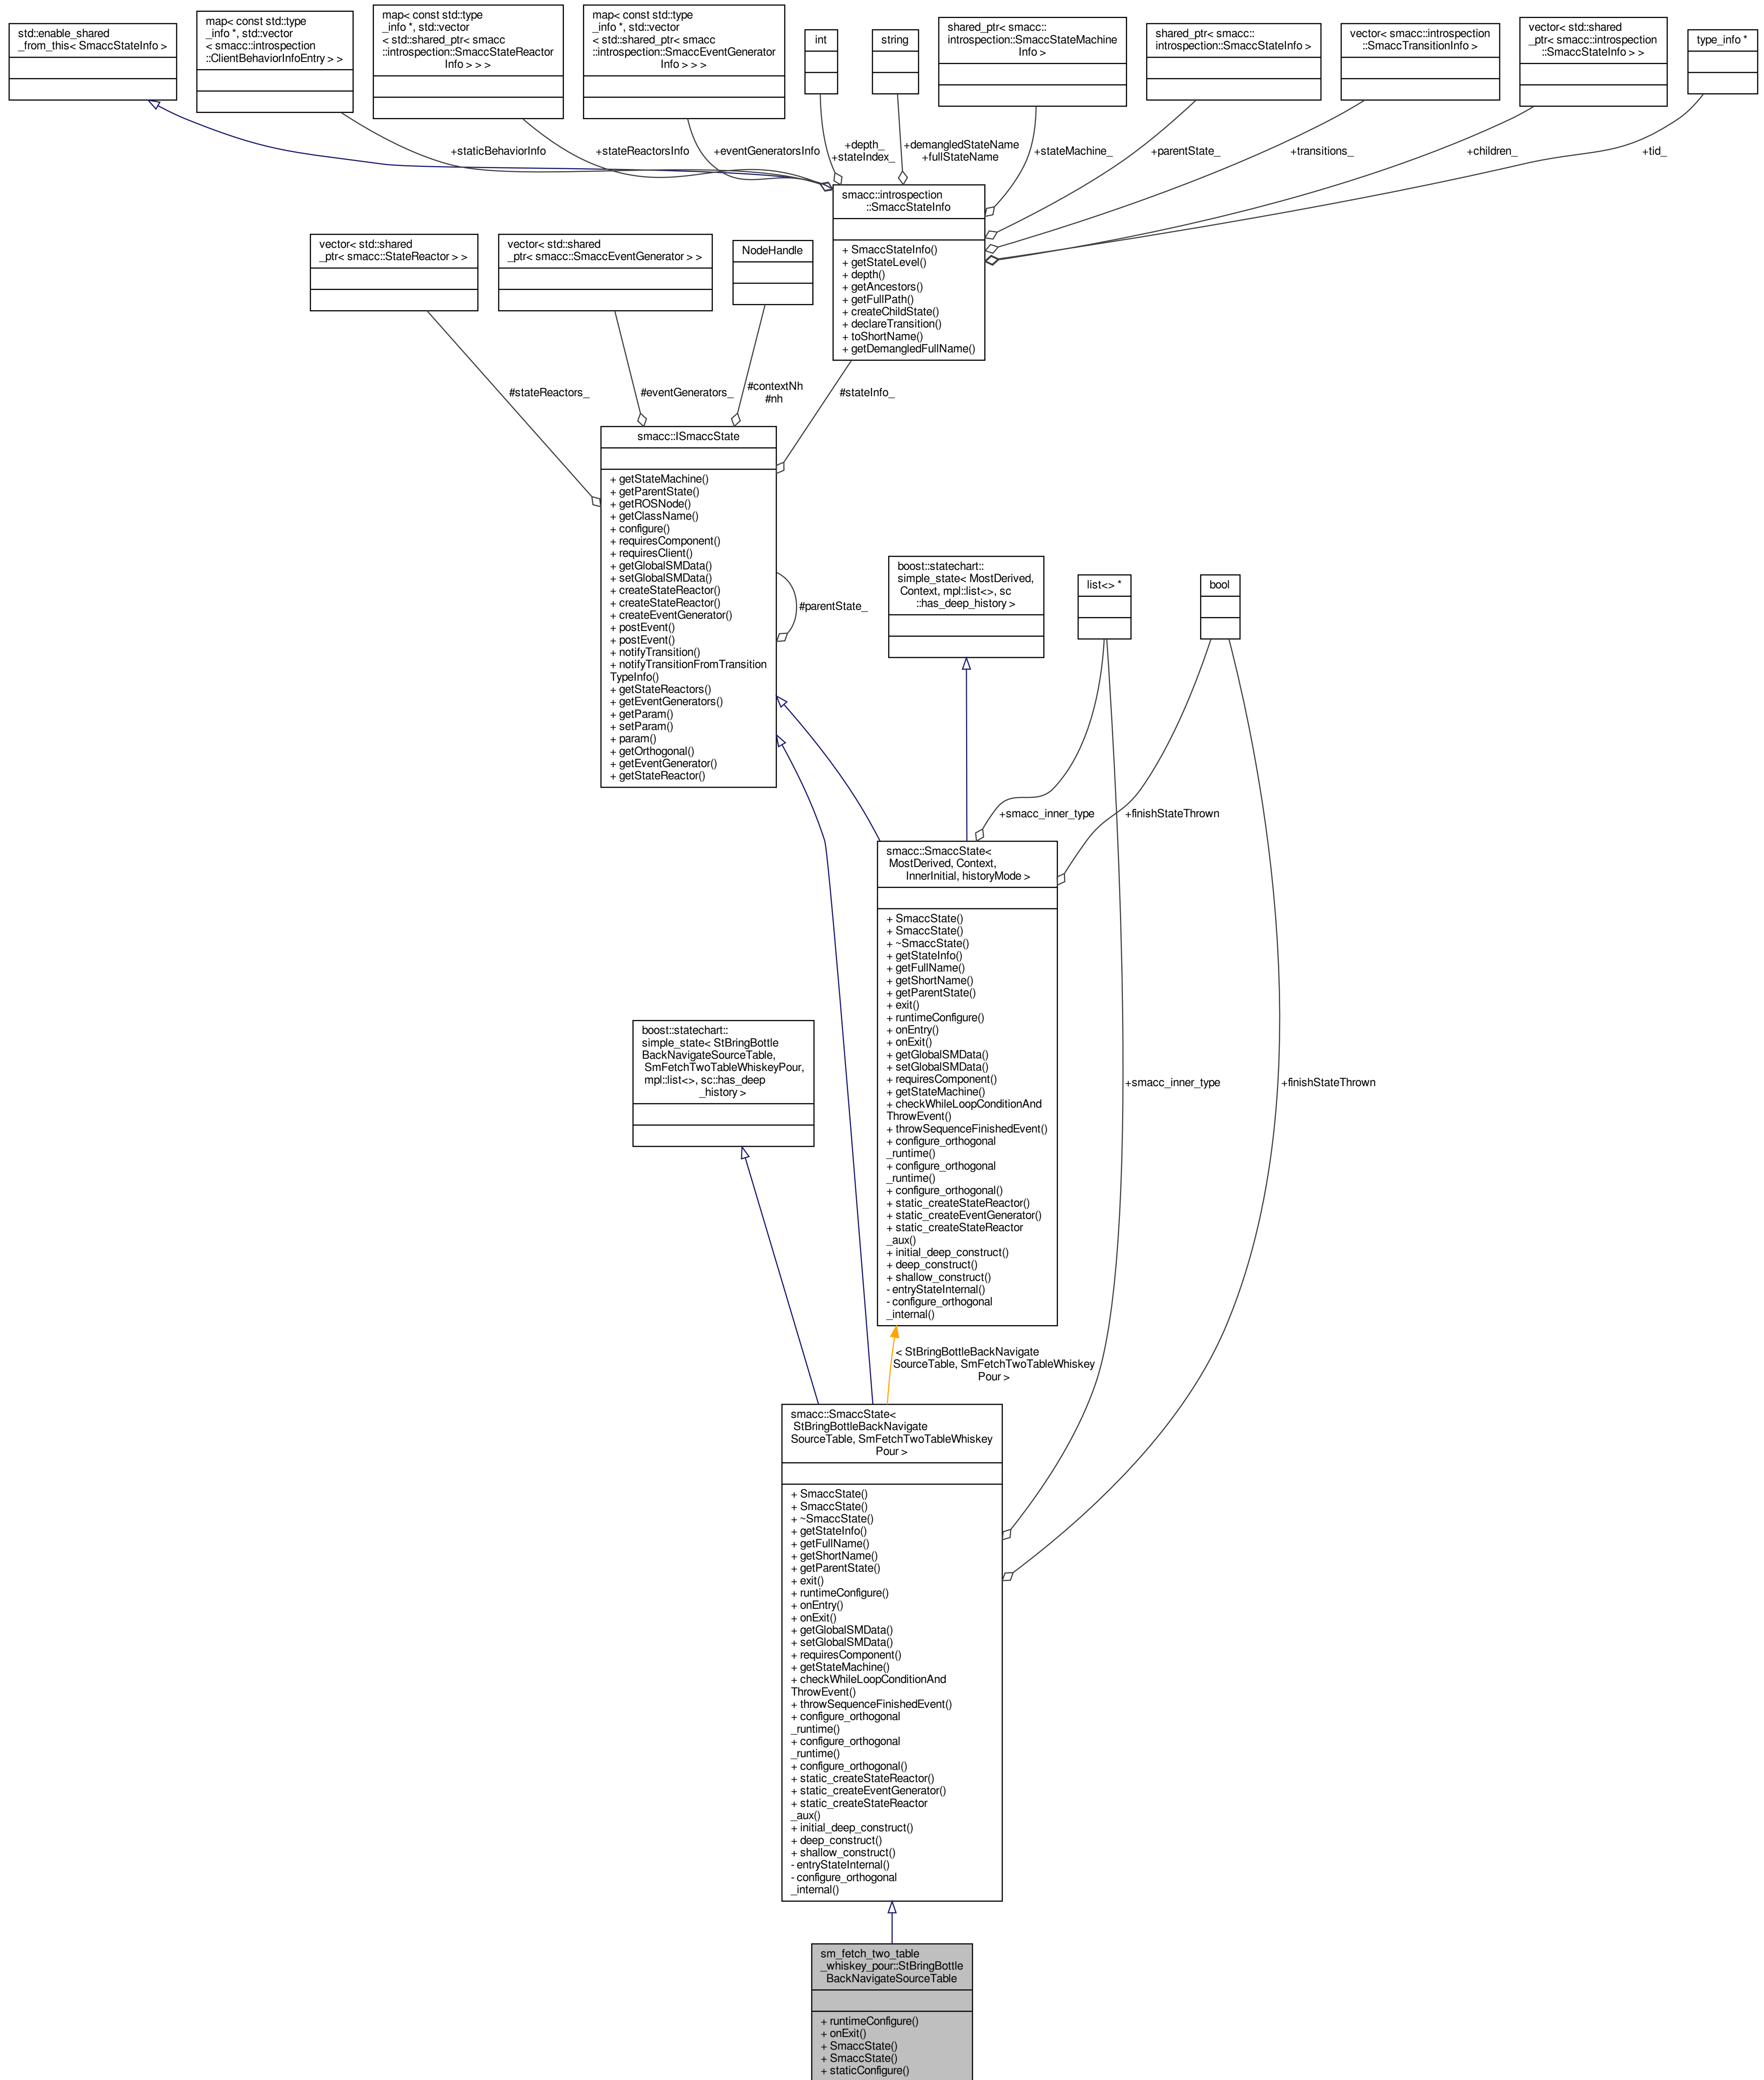 std::enable_shared
_from_this< SmaccStateInfo >
map< const std::type
_info *, std::vector
< smacc::introspection
::ClientBehaviorInfoEntry > >
map< const std::type
_info *, std::vector
< std::shared_ptr< smacc
::introspection::SmaccStateReactor
Info > > >
map< const std::type
_info *, std::vector
< std::shared_ptr< smacc
::introspection::SmaccEventGenerator
Info > > >
int
string
shared_ptr< smacc::
introspection::SmaccStateMachine
Info >
shared_ptr< smacc::
introspection::SmaccStateInfo >
vector< smacc::introspection
::SmaccTransitionInfo >
vector< std::shared
_ptr< smacc::introspection
::SmaccStateInfo > >
type_info *
+staticBehaviorInfo
+stateReactorsInfo
+eventGeneratorsInfo
+depth_
+stateIndex_
+demangledStateName
+fullStateName
+stateMachine_
+parentState_
+transitions_
+children_
+tid_
smacc::introspection
::SmaccStateInfo
+ SmaccStateInfo()
+ getStateLevel()
+ depth()
+ getAncestors()
+ getFullPath()
+ createChildState()
+ declareTransition()
+ toShortName()
+ getDemangledFullName()
vector< std::shared
_ptr< smacc::StateReactor > >
vector< std::shared
_ptr< smacc::SmaccEventGenerator > >
NodeHandle
#stateReactors_
#eventGenerators_
#contextNh
#nh
#stateInfo_
smacc::ISmaccState
+ getStateMachine()
+ getParentState()
+ getROSNode()
+ getClassName()
+ configure()
+ requiresComponent()
+ requiresClient()
+ getGlobalSMData()
+ setGlobalSMData()
+ createStateReactor()
+ createStateReactor()
+ createEventGenerator()
+ postEvent()
+ postEvent()
+ notifyTransition()
+ notifyTransitionFromTransition
TypeInfo()
+ getStateReactors()
+ getEventGenerators()
+ getParam()
+ setParam()
+ param()
+ getOrthogonal()
+ getEventGenerator()
+ getStateReactor()
#parentState_
boost::statechart::
simple_state< MostDerived,
Context, mpl::list<>, sc
::has_deep_history >
list<> *
bool
+smacc_inner_type
+finishStateThrown
smacc::SmaccState<
MostDerived, Context,
InnerInitial, historyMode >
+ SmaccState()
+ SmaccState()
+ ~SmaccState()
+ getStateInfo()
+ getFullName()
+ getShortName()
+ getParentState()
+ exit()
+ runtimeConfigure()
+ onEntry()
+ onExit()
+ getGlobalSMData()
+ setGlobalSMData()
+ requiresComponent()
+ getStateMachine()
+ checkWhileLoopConditionAnd
ThrowEvent()
+ throwSequenceFinishedEvent()
+ configure_orthogonal
_runtime()
+ configure_orthogonal
_runtime()
+ configure_orthogonal()
+ static_createStateReactor()
+ static_createEventGenerator()
+ static_createStateReactor
_aux()
+ initial_deep_construct()
+ deep_construct()
+ shallow_construct()
- entryStateInternal()
- configure_orthogonal
_internal()
boost::statechart::
simple_state< StBringBottle
BackNavigateSourceTable,
SmFetchTwoTableWhiskeyPour,
mpl::list<>, sc::has_deep
_history >
+smacc_inner_type
+finishStateThrown
< StBringBottleBackNavigate
SourceTable, SmFetchTwoTableWhiskey
Pour >
smacc::SmaccState<
StBringBottleBackNavigate
SourceTable, SmFetchTwoTableWhiskey
Pour >
+ SmaccState()
+ SmaccState()
+ ~SmaccState()
+ getStateInfo()
+ getFullName()
+ getShortName()
+ getParentState()
+ exit()
+ runtimeConfigure()
+ onEntry()
+ onExit()
+ getGlobalSMData()
+ setGlobalSMData()
+ requiresComponent()
+ getStateMachine()
+ checkWhileLoopConditionAnd
ThrowEvent()
+ throwSequenceFinishedEvent()
+ configure_orthogonal
_runtime()
+ configure_orthogonal
_runtime()
+ configure_orthogonal()
+ static_createStateReactor()
+ static_createEventGenerator()
+ static_createStateReactor
_aux()
+ initial_deep_construct()
+ deep_construct()
+ shallow_construct()
- entryStateInternal()
- configure_orthogonal
_internal()
sm_fetch_two_table
_whiskey_pour::StBringBottle
BackNavigateSourceTable
+ runtimeConfigure()
+ onExit()
+ SmaccState()
+ SmaccState()
+ staticConfigure()